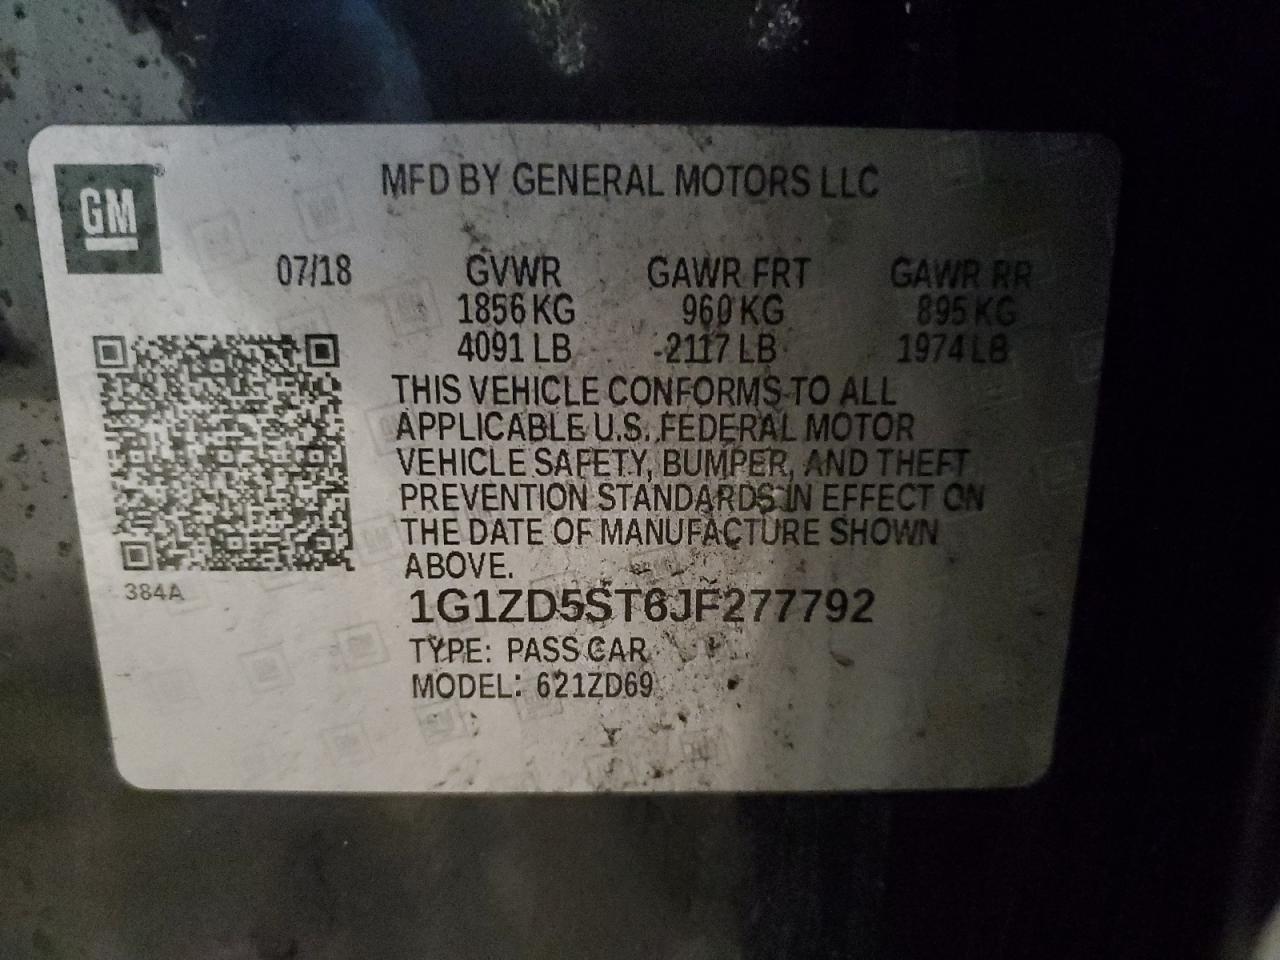 GM
MFD BY GENERAL MOTORS LLC
07/18 GVWR GAWR FRT GAWR RR
1856 KG 960 KG 895 KG
4091 LB 2117 LB 1974 LB
THIS VEHICLE CONFORMS TO ALL
APPLICABLE U.S. FEDERAL MOTOR
VEHICLE SAFETY, BUMPER, AND THEFT
PREVENTION STANDARDS IN EFFECT ON
THE DATE OF MANUFACTURE SHOWN
ABOVE.
384A
1G1ZD5ST6JF277792
TYPE: PASS CAR
MODEL: 621ZD69